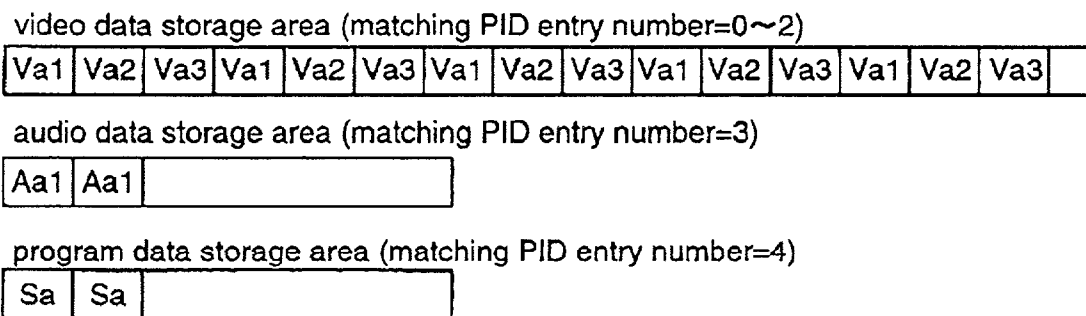 video data storage area (matching PID entry number=0～2)
Va1 Va2 Va3 Va1 Va2 Va3 Va1 Va2 Va3 Va1 Va2 Va3 Va1 Va2 Va3
audio data storage area (matching PID entry number=3)
Aa1 Aa1
program data storage area (matching PID entry number=4)
Sa Sa